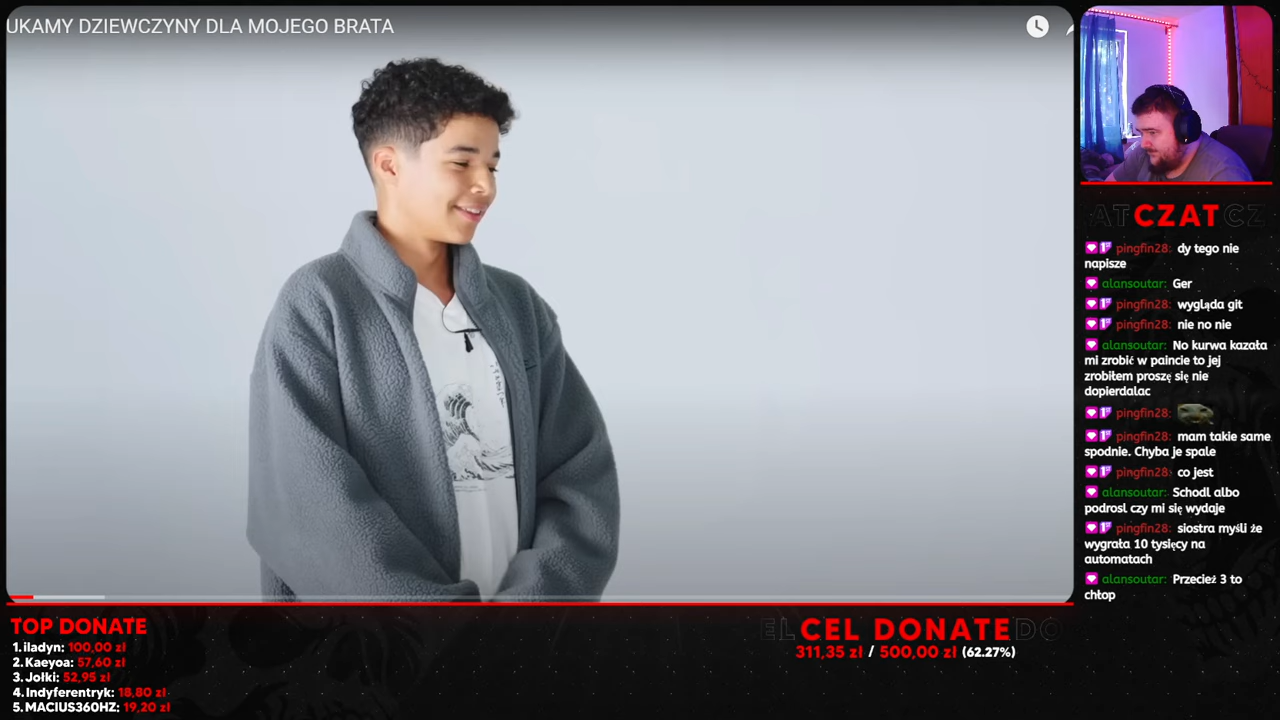 UKAMY DZIEWCZYNY DLA MOJEGO BRATA
AT CZAT CZ
pingfin28: dy tego nie
napisze
alansoutar: Ger
pingfin28: wygląda git
pingfin28: nie no nie
alansoutar: No kurwa kazała
mi zrobić w paincie to jej
zrobiłem proszę się nie
dopierdalac
pingfin28:
pingfin28: mam takie same
spodnie. Chyba je spale
pingfin28: co jest
alansoutar: Schodl albo
podrosl czy mi się wydaje
pingfin28: siostra myśli że
wygrała 10 tysięcy na
automatach
alansoutar: Przecież 3 to
chłop
TOP DONATE
1. iladyn: 100,00 zł
2. Kaeyoa: 57,60 zł
3. Jołki: 52,95 zł
4. Indyferentryk: 18,80 zł
5. MACIUS360HZ: 19,20 zł
EL CEL DONATE DO
311,35 zł / 500,00 zł (62.27%)